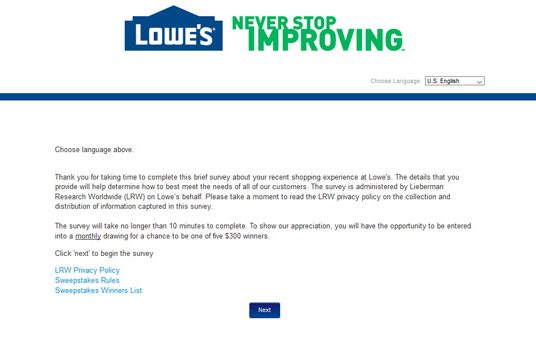 LOWE'S
NEVER STOP
IMPROVING™
Choose Language: U.S. English
Choose language above.
Thank you for taking time to complete this brief survey about your recent shopping experience at Lowe's. The details that you
provide will help determine how to best meet the needs of all of our customers. The survey is administered by Lieberman
Research Worldwide (LRW) on Lowe's behalf. Please take a moment to read the LRW privacy policy on the collection and
distribution of information captured in this survey.
The survey will take no longer than 10 minutes to complete. To show our appreciation, you will have the opportunity to be entered
into a monthly drawing for a chance to be one of five $300 winners.
Click 'next' to begin the survey
LRW Privacy Policy
Sweepstakes Rules
Sweepstakes Winners List
Next